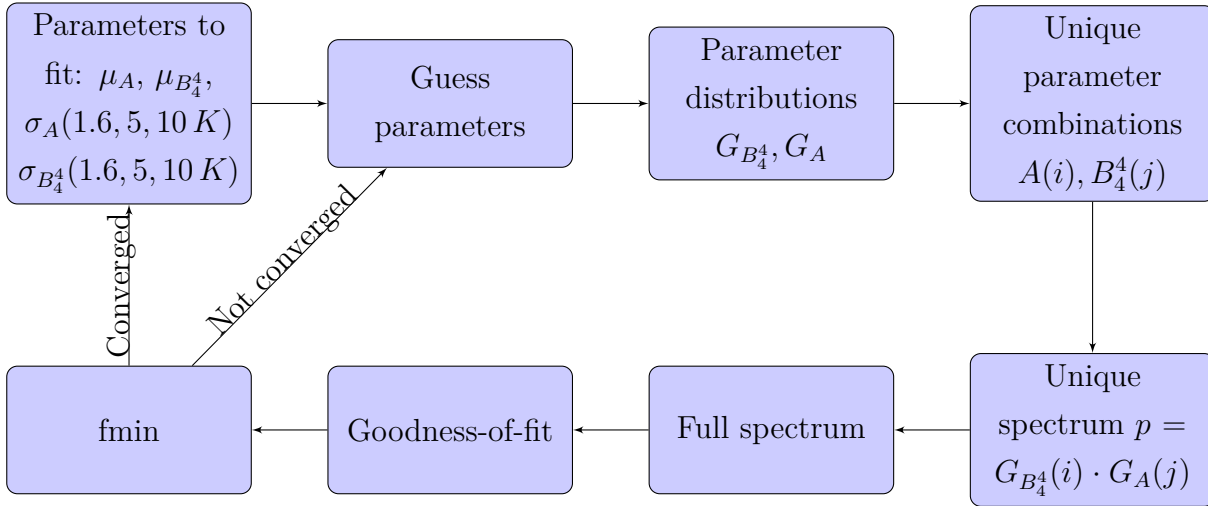 Parameters to
fit: μ_A, μ_{B_4^4},
σ_A(1.6, 5, 10 K)
σ_{B_4^4}(1.6, 5, 10 K)
Guess
parameters
Parameter
distributions
G_{B_4^4}, G_A
Unique
parameter
combinations
A(i), B_4^4(j)
Converged
Not converged
fmin
Goodness-of-fit
Full spectrum
Unique
spectrum p =
G_{B_4^4}(i) · G_A(j)